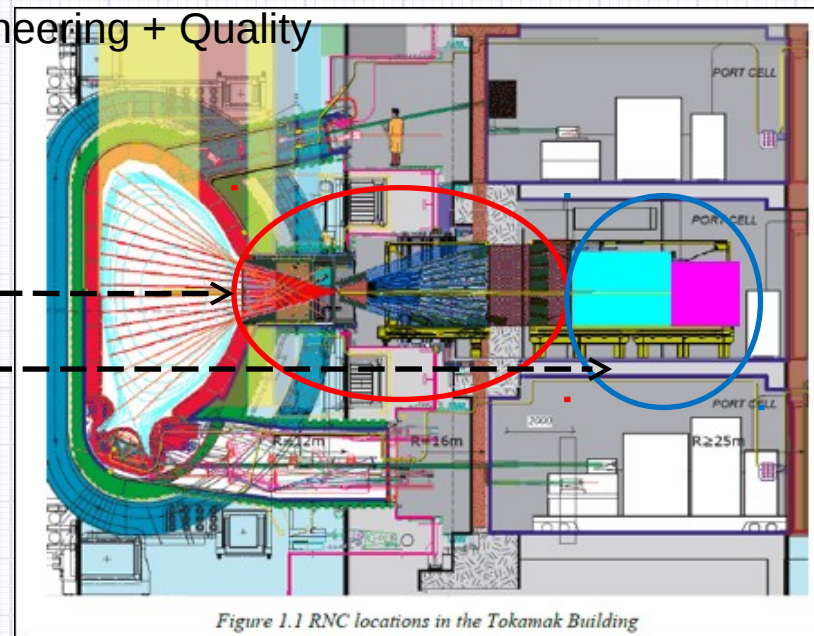 neering + Quality
PORT CELL
PORT CELL
PORT CELL
R=12m
R=16m
2000
R≥25m
Figure 1.1 RNC locations in the Tokamak Building